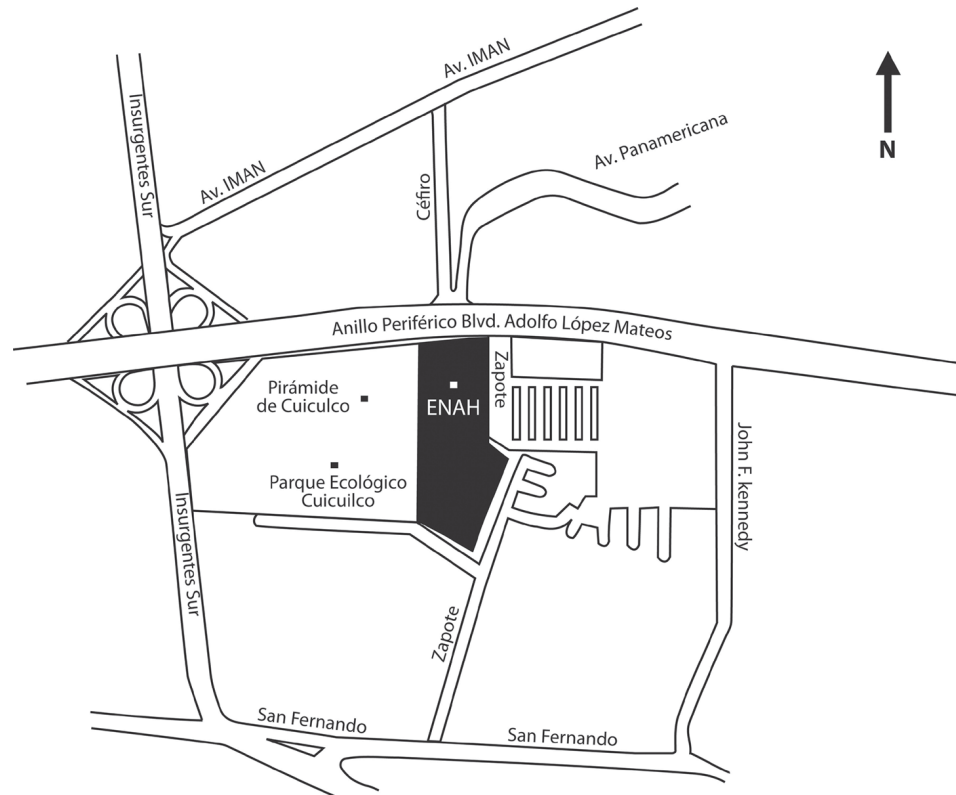 Av. IMAN
Insurgentes Sur
Av. IMAN
Av. Panamericana
N
Céfiro
Anillo Periférico Blvd. Adolfo López Mateos
Pirámide
de Cuiculco
ENAH
Zapote
Parque Ecológico
Cuicuilco
John F. kennedy
Insurgentes Sur
Zapote
San Fernando
San Fernando